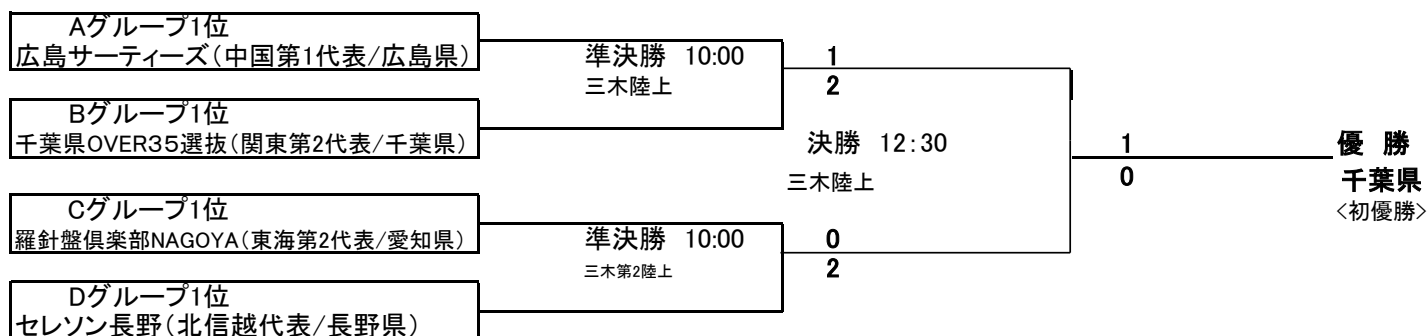 Aグループ1位
広島サーティーズ(中国第1代表/広島県)
準決勝 10:00
三木陸上
1
2
Bグループ1位
千葉県OVER35選抜(関東第2代表/千葉県)
決勝 12:30
三木陸上
1
0
優 勝
千葉県
<初優勝>
Cグループ1位
羅針盤倶楽部NAGOYA(東海第2代表/愛知県)
準決勝 10:00
三木第2陸上
0
2
Dグループ1位
セレソン長野(北信越代表/長野県)